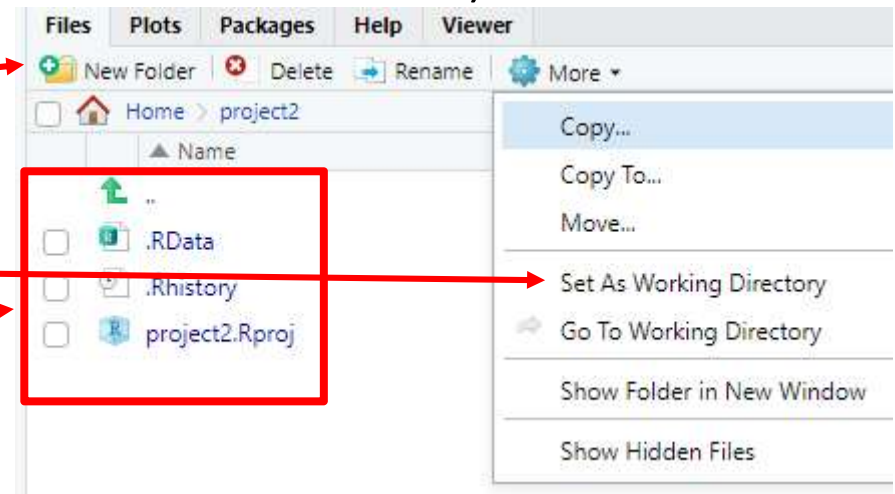 Files Plots Packages Help Viewer
New Folder Delete Rename More
Home project2
Name
..
.RData
.Rhistory
project2.Rproj
Copy...
Copy To...
Move...
Set As Working Directory
Go To Working Directory
Show Folder in New Window
Show Hidden Files